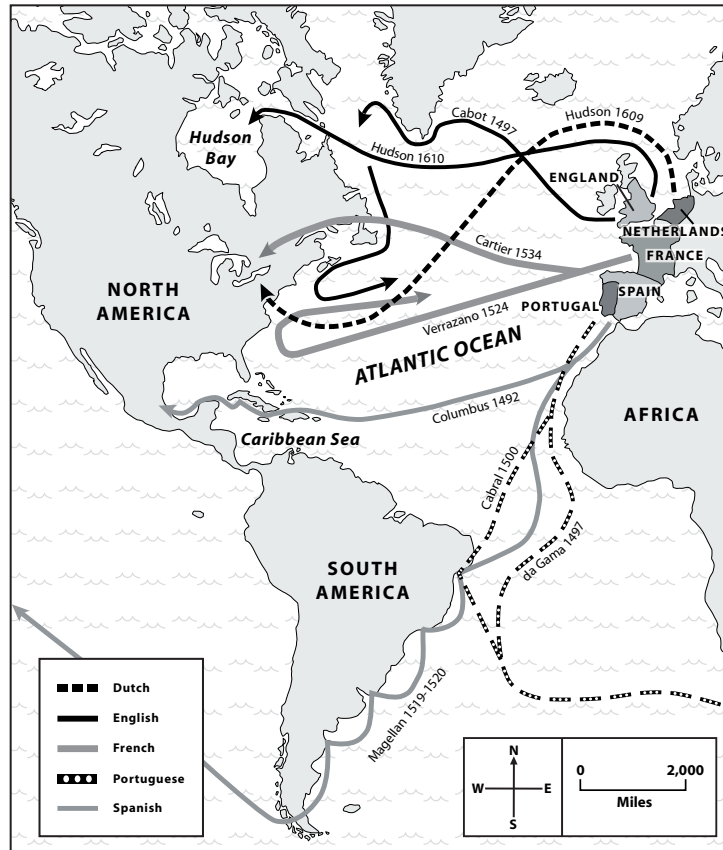 Hudson
Bay
Cabot 1497
Hudson 1609
Hudson 1610
ENGLAND
NETHERLANDS
FRANCE
Cartier 1534
NORTH
AMERICA
Verrazano 1524
PORTUGAL
SPAIN
ATLANTIC OCEAN
Columbus 1492
Caribbean Sea
AFRICA
Cabral 1500
da Gama 1497
SOUTH
AMERICA
Magellan 1519-1520
Dutch
English
French
Portuguese
Spanish
N
W
E
S
0
2,000
Miles